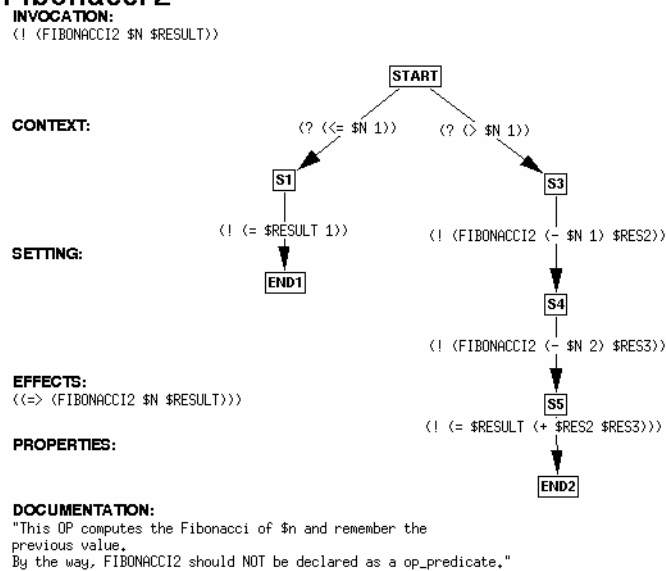 Fibonacci2
INVOCATION:
(! (FIBONACCI2 $N $RESULT))
START
CONTEXT:
(? (<= $N 1))
(? (> $N 1))
S1
S3
(! (= $RESULT 1))
(! (FIBONACCI2 (- $N 1) $RES2))
SETTING:
END1
S4
(! (FIBONACCI2 (- $N 2) $RES3))
EFFECTS:
((=> (FIBONACCI2 $N $RESULT)))
S5
(! (= $RESULT (+ $RES2 $RES3)))
PROPERTIES:
END2
DOCUMENTATION:
"This OP computes the Fibonacci of $n and remember the
previous value.
By the way, FIBONACCI2 should NOT be declared as a op_predicate."